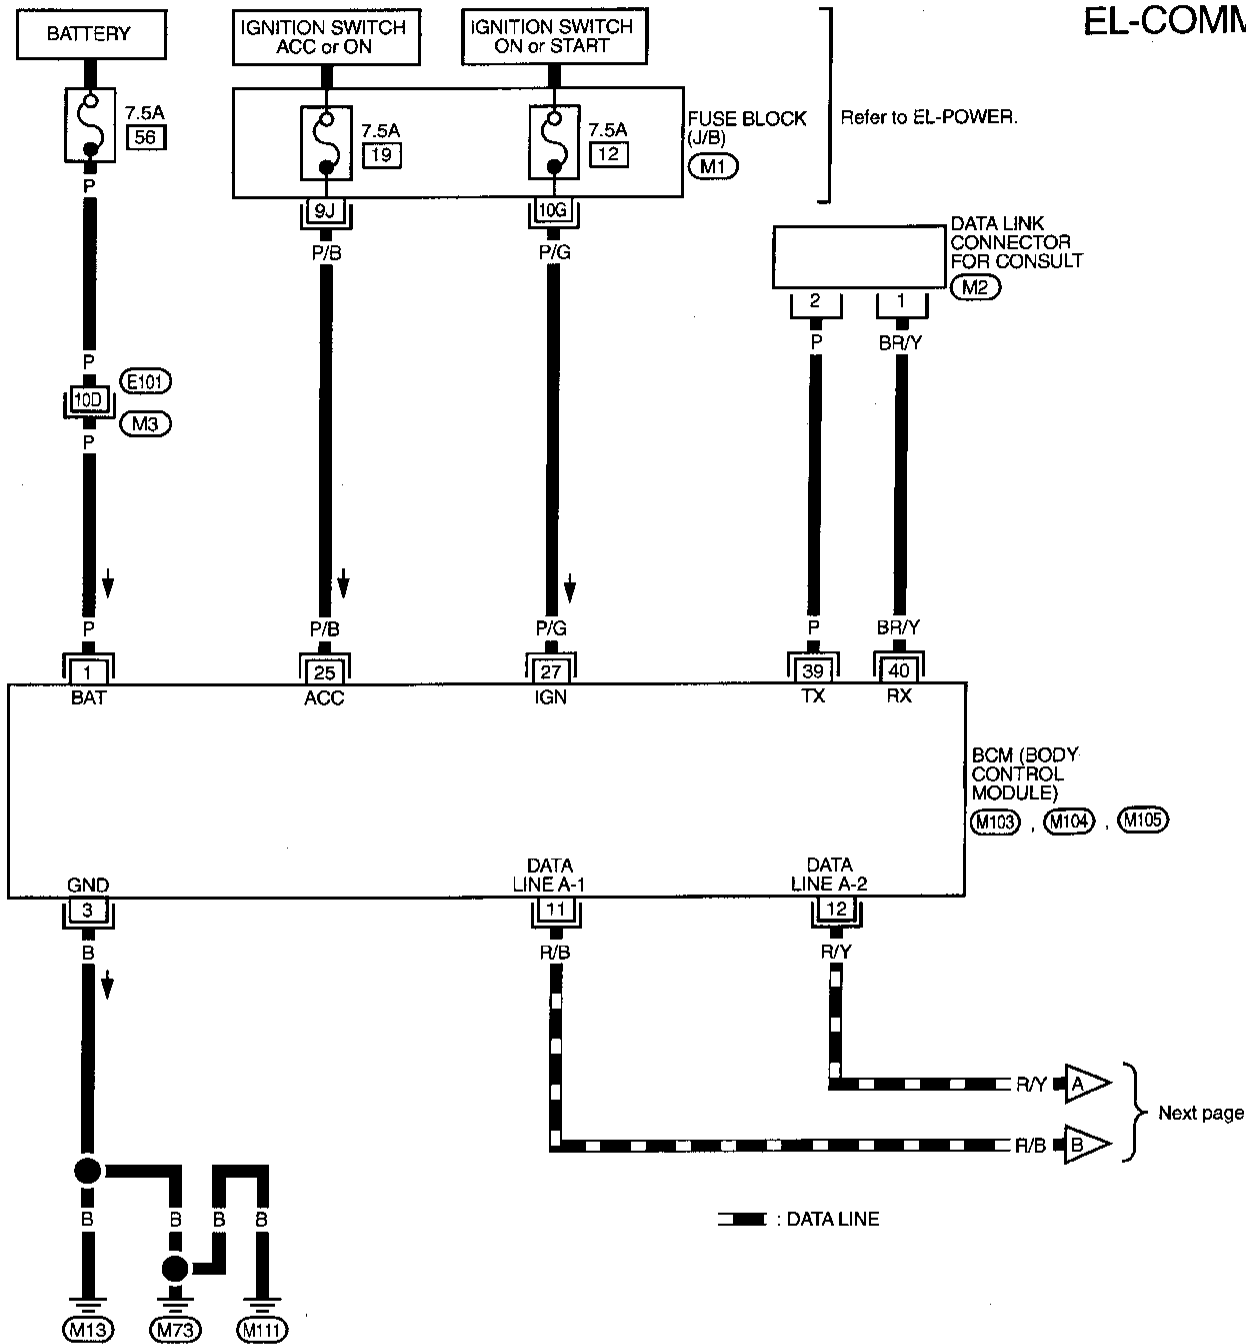 EL-COMM
BATTERY
IGNITION SWITCH
ACC or ON
IGNITION SWITCH
ON or START
7.5A
56
7.5A
19
7.5A
12
FUSE BLOCK
(J/B)
M1
Refer to EL-POWER.
P
9J
10G
P/B
P/G
DATA LINK
CONNECTOR
FOR CONSULT
M2
2
1
P
BR/Y
P
10D
E101
M3
P
P
P/B
P/G
P
BR/Y
1
25
27
39
40
BAT
ACC
IGN
TX
RX
BCM (BODY
CONTROL
MODULE)
M103 , M104 , M105
GND
DATA
LINE A-1
DATA
LINE A-2
3
11
12
B
R/B
R/Y
R/Y
A
R/B
B
Next page
B
B
B
B
: DATA LINE
M13
M73
M111